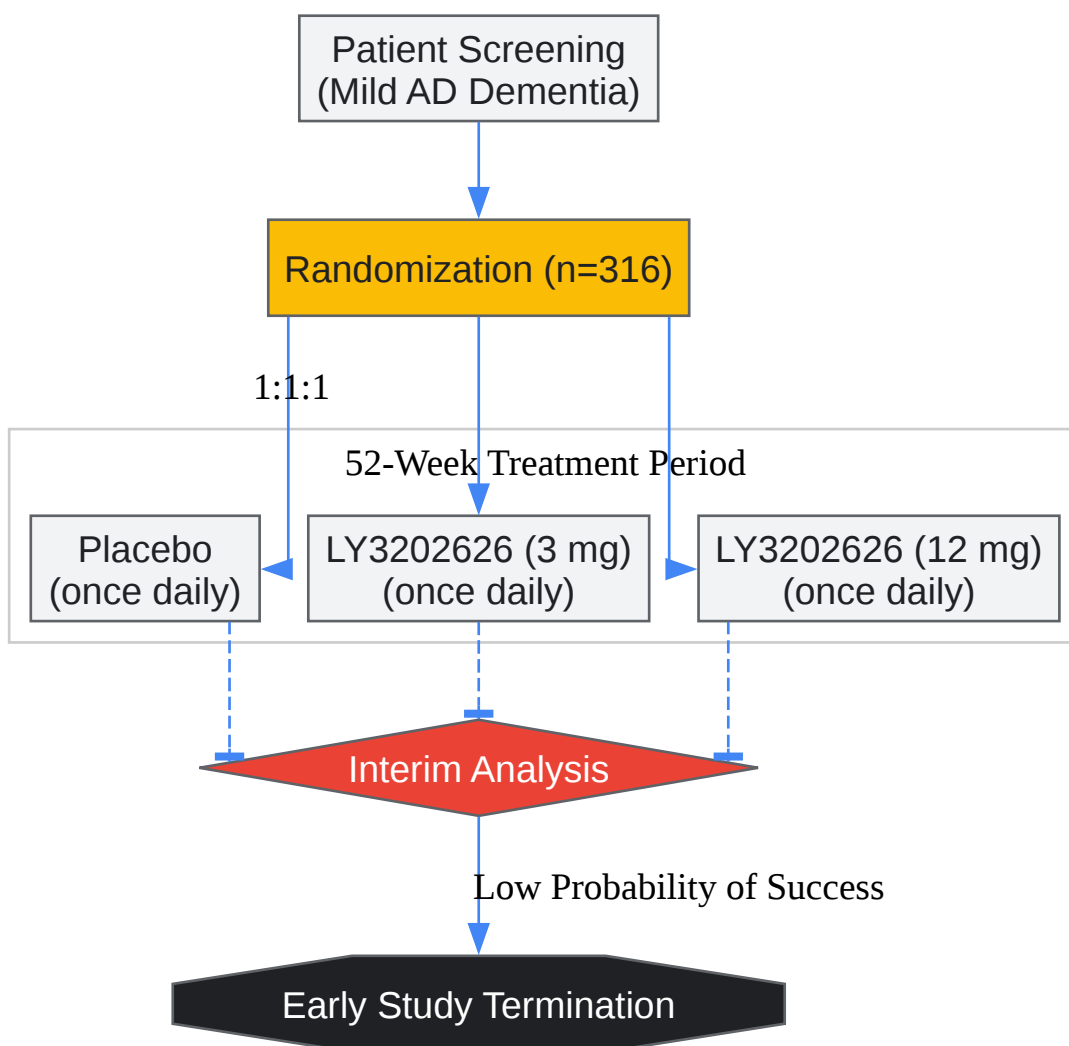 Patient Screening
(Mild AD Dementia)
Randomization (n=316)
1:1:1
52-Week Treatment Period
Placebo
(once daily)
LY3202626 (3 mg)
(once daily)
LY3202626 (12 mg)
(once daily)
Interim Analysis
Low Probability of Success
Early Study Termination